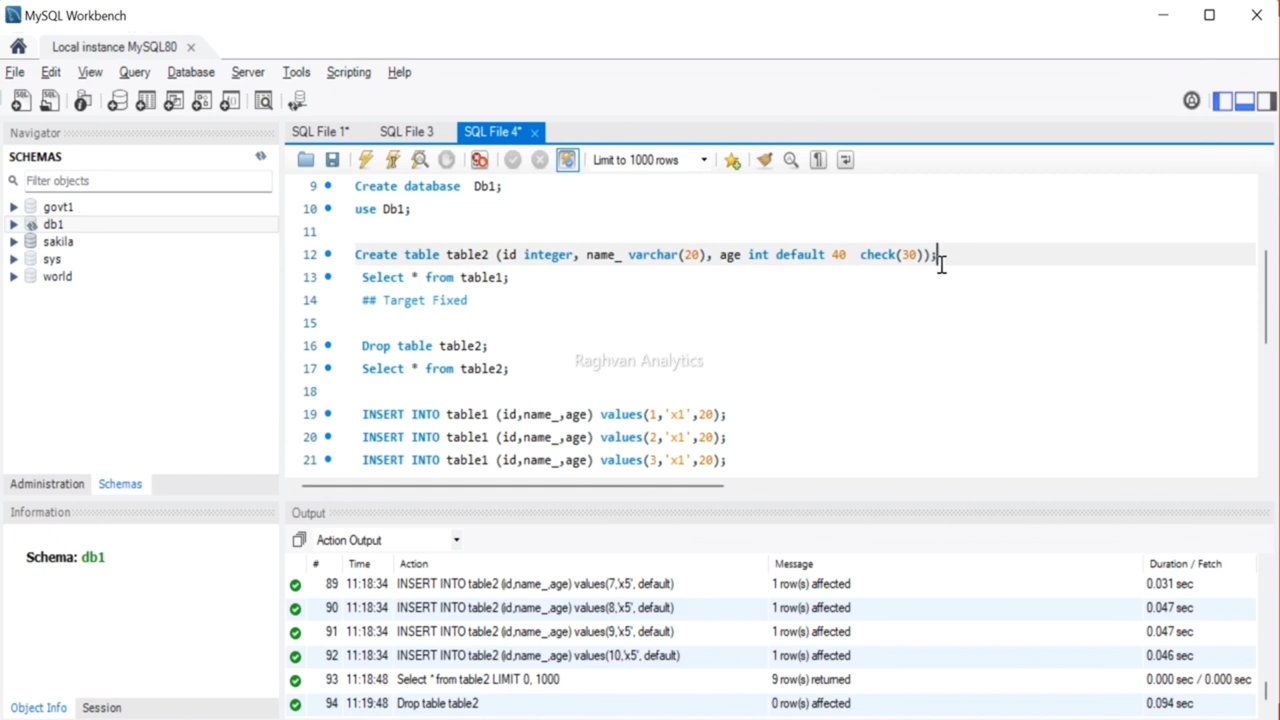 MySQL Workbench
Local instance MySQL80
File Edit View Query Database Server Tools Scripting Help
Navigator
SCHEMAS
Filter objects
govt1
db1
sakila
sys
world
Administration Schemas
Information
Schema: db1
Object Info Session
SQL File 1* SQL File 3 SQL File 4*
Limit to 1000 rows
9 Create database Db1;
10 use Db1;
11
12 Create table table2 (id integer, name_ varchar(20), age int default 40 check(30));
13 Select * from table1;
14 ## Target Fixed
15
16 Drop table table2;
17 Select * from table2;
18
19 INSERT INTO table1 (id,name_,age) values(1,'x1',20);
20 INSERT INTO table1 (id,name_,age) values(2,'x1',20);
21 INSERT INTO table1 (id,name_,age) values(3,'x1',20);
Raghvan Analytics
Output
Action Output
# Time Action Message Duration / Fetch
89 11:18:34 INSERT INTO table2 (id,name_,age) values(7,'x5', default) 1 row(s) affected 0.031 sec
90 11:18:34 INSERT INTO table2 (id,name_,age) values(8,'x5', default) 1 row(s) affected 0.047 sec
91 11:18:34 INSERT INTO table2 (id,name_,age) values(9,'x5', default) 1 row(s) affected 0.047 sec
92 11:18:34 INSERT INTO table2 (id,name_,age) values(10,'x5', default) 1 row(s) affected 0.046 sec
93 11:18:48 Select * from table2 LIMIT 0, 1000 9 row(s) returned 0.000 sec / 0.000 sec
94 11:19:48 Drop table table2 0 row(s) affected 0.094 sec